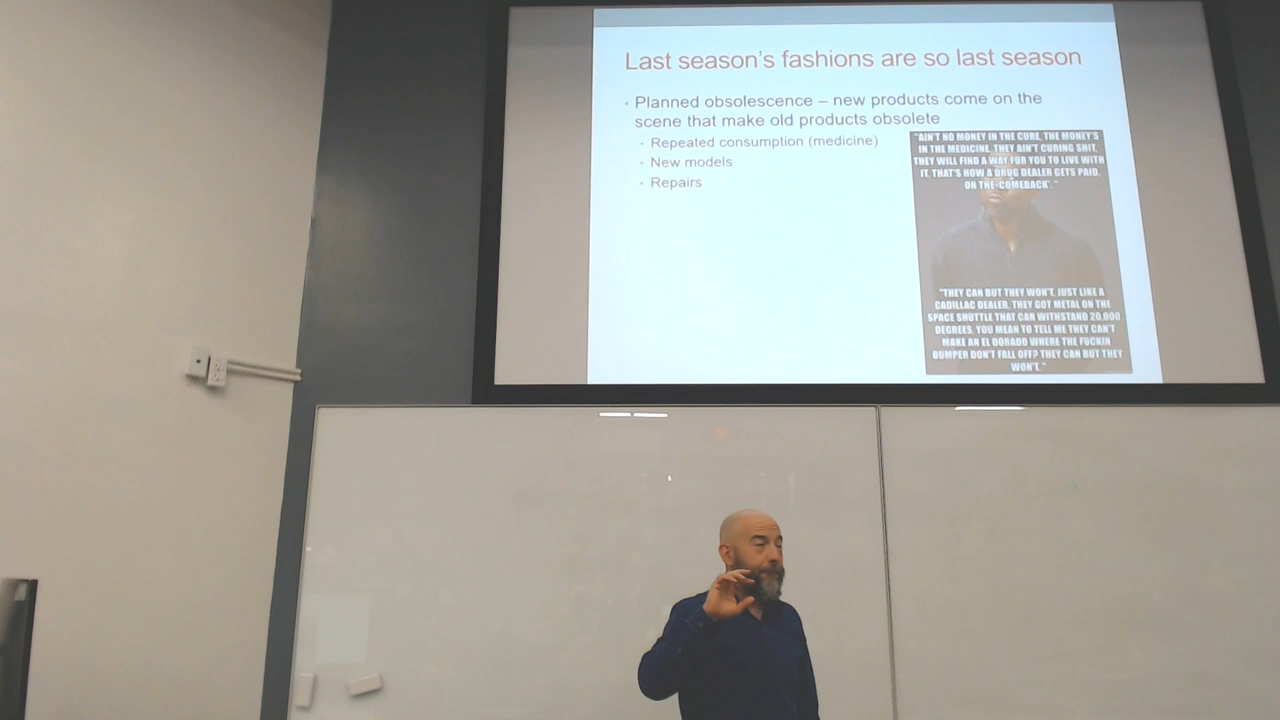 Last season's fashions are so last season
• Planned obsolescence – new products come on the
scene that make old products obsolete
• Repeated consumption (medicine)
• New models
• Repairs
"AIN'T NO MONEY IN THE CURE, THE MONEY'S
IN THE MEDICINE. THEY AIN'T CURING SHIT,
THEY WILL FIND A WAY FOR YOU TO LIVE WITH
IT. THAT'S HOW A DRUG DEALER GETS PAID,
ON THE 'COMEBACK'."
"THEY CAN BUT THEY WON'T. JUST LIKE A
CADILLAC DEALER, THEY GOT METAL ON THE
SPACE SHUTTLE THAT CAN WITHSTAND 20,000
DEGREES. YOU MEAN TO TELL ME THEY CAN'T
MAKE AN EL DORADO WHERE THE FUCKIN
BUMPER DON'T FALL OFF? THEY CAN BUT THEY
WON'T."